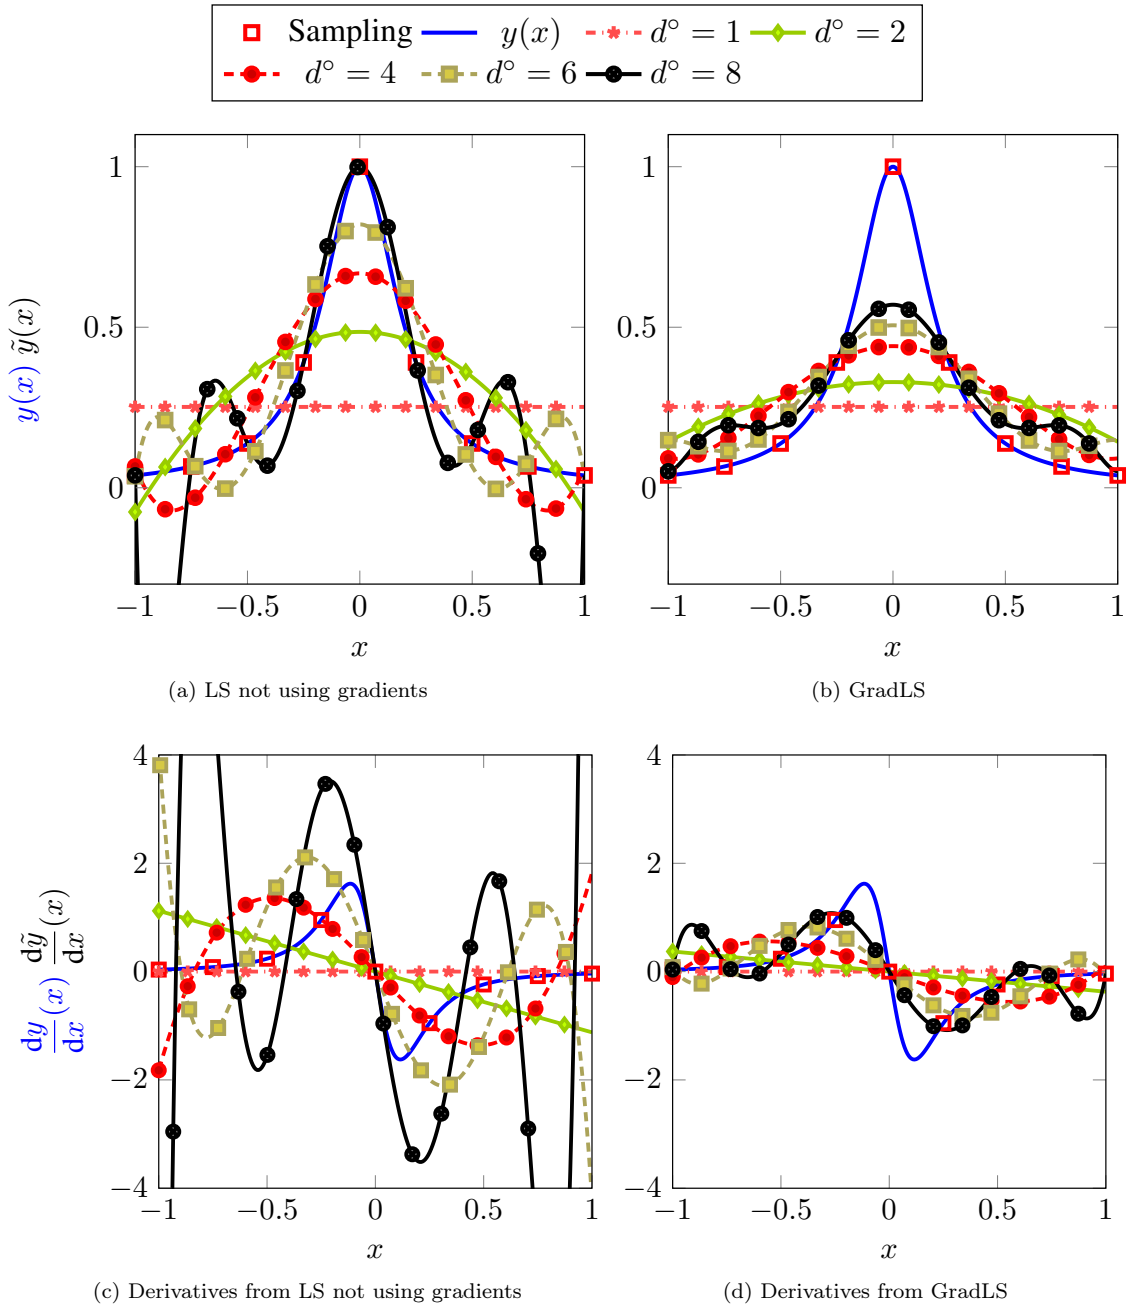 Sampling y(x) d° = 1 d° = 2
d° = 4 d° = 6 d° = 8
y(x) ỹ(x)
1
0.5
0
−1 −0.5 0 0.5 1
x
(a) LS not using gradients
1
0.5
0
−1 −0.5 0 0.5 1
x
(b) GradLS
dy/dx (x) dỹ/dx (x)
4
2
0
−2
−4
−1 −0.5 0 0.5 1
x
(c) Derivatives from LS not using gradients
4
2
0
−2
−4
−1 −0.5 0 0.5 1
x
(d) Derivatives from GradLS